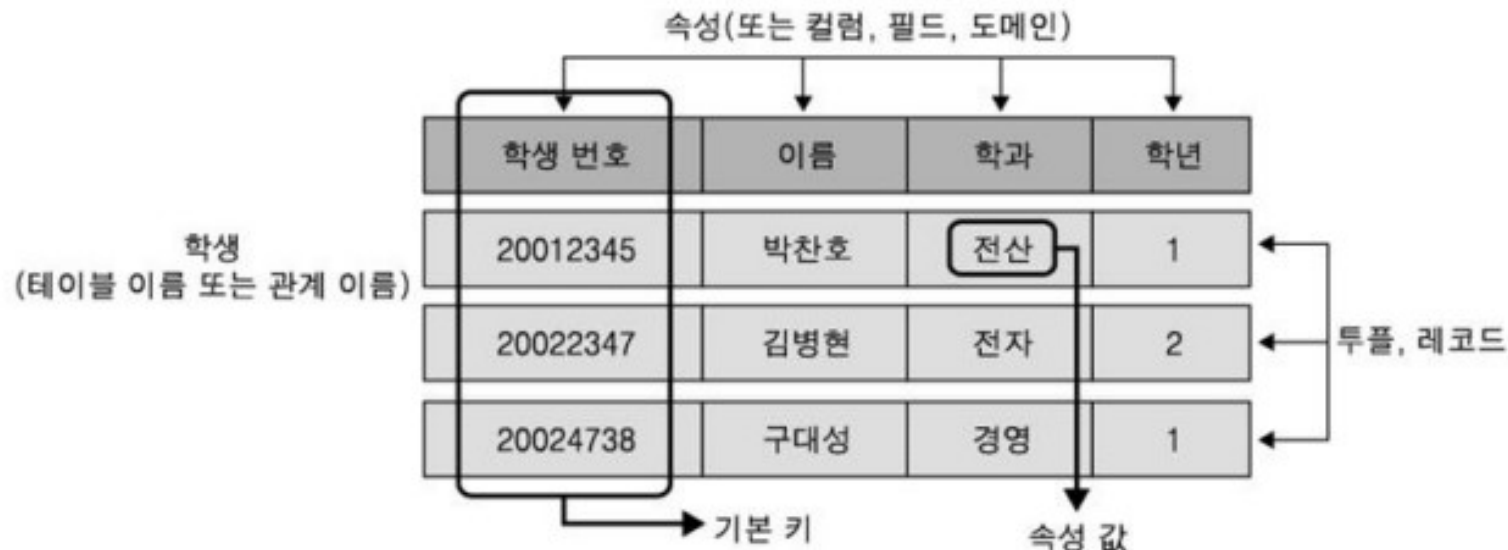 속성(또는 컬럼, 필드, 도메인)
학생 번호 이름 학과 학년
학생
(테이블 이름 또는 관계 이름)
20012345 박찬호 전산 1
20022347 김병현 전자 2
투플, 레코드
20024738 구대성 경영 1
기본 키
속성 값